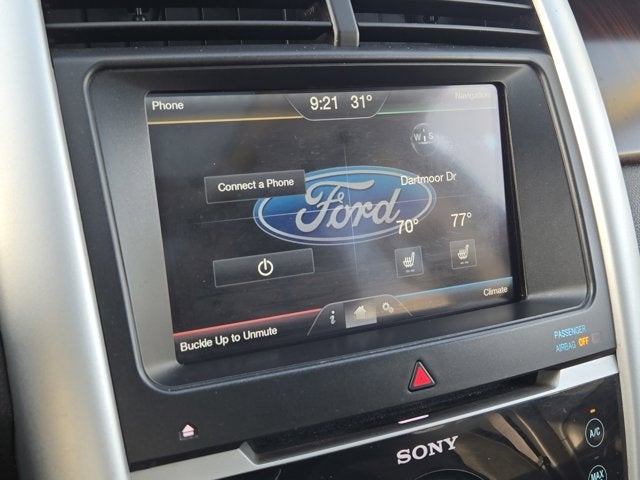 Phone
9:21 31°
Navigation
W S
Connect a Phone
Dartmoor Dr
Ford
70° 77°
Climate
Buckle Up to Unmute
PASSENGER
AIRBAG OFF
SONY
A/C
MAX